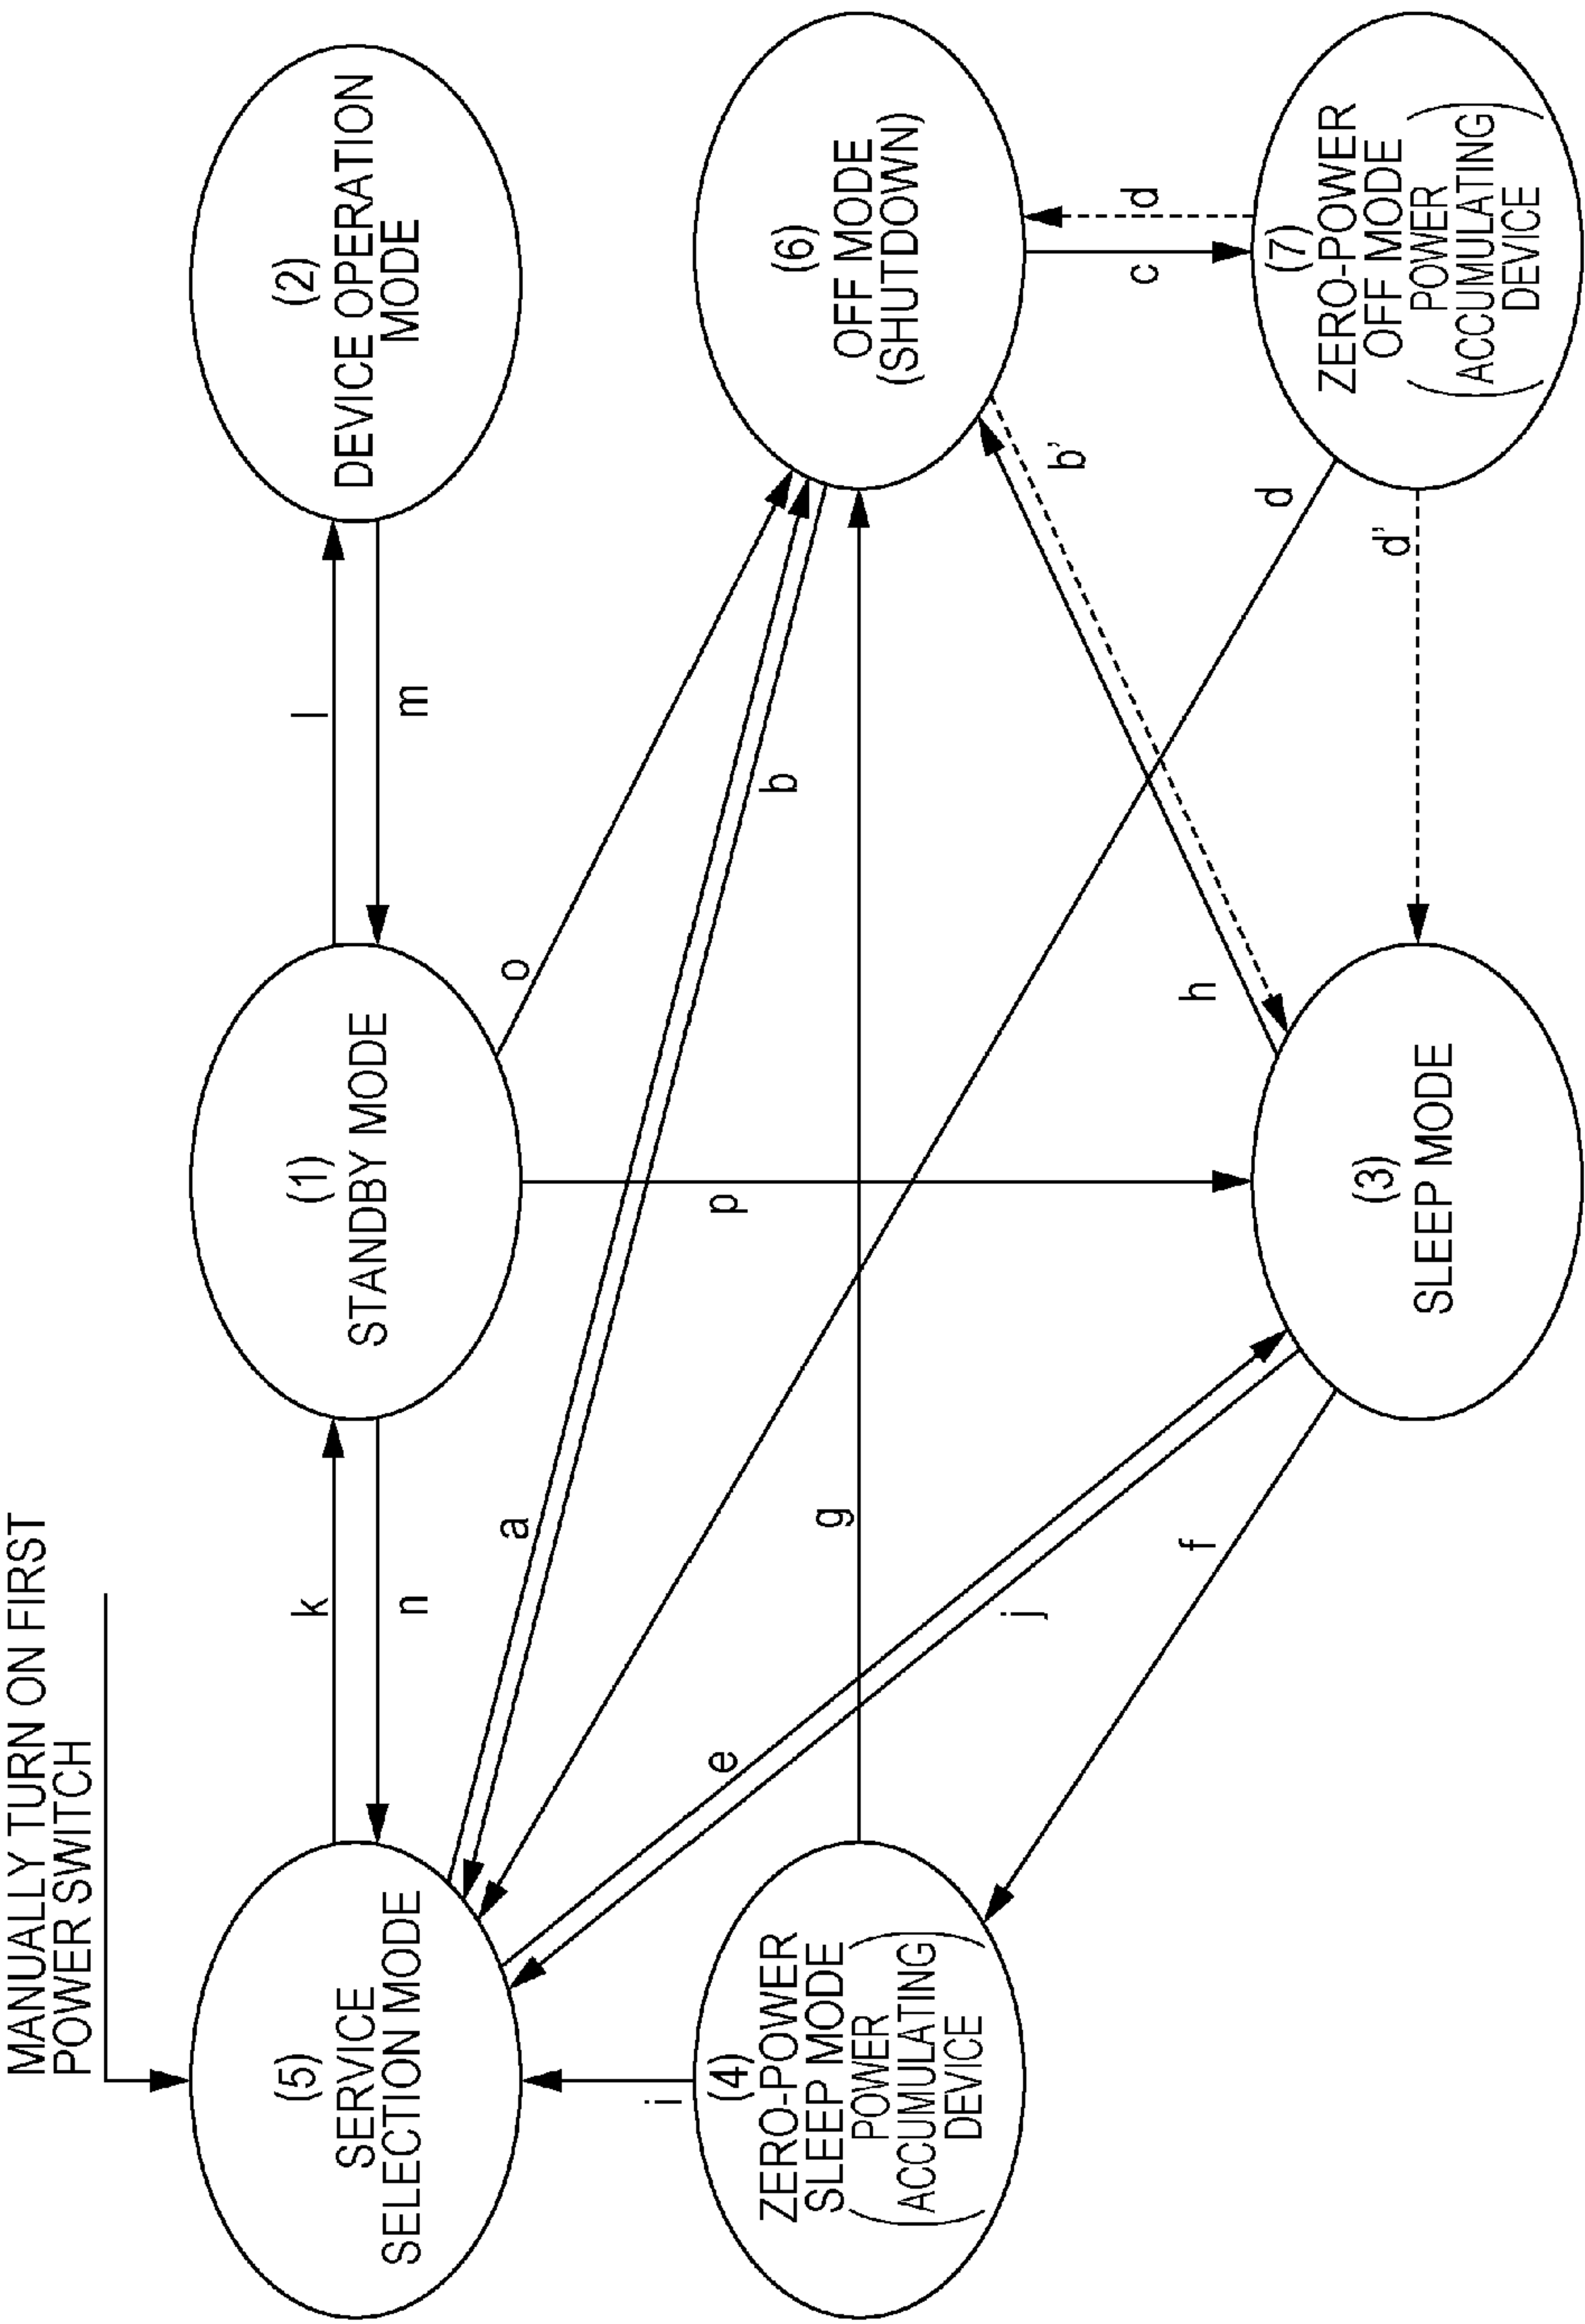 MANUALLY TURN ON FIRST
POWER SWITCH
(5)
SERVICE
SELECTION MODE
k
n
(1)
STANDBY MODE
l
m
(2)
DEVICE OPERATION
MODE
a
b
o
e
j
p
i
(4)
ZERO-POWER
SLEEP MODE
(POWER
ACCUMULATING
DEVICE)
g
(6)
OFF MODE
(SHUTDOWN)
f
h
b'
c
d
d
d'
(3)
SLEEP MODE
(7)
ZERO-POWER
OFF MODE
(POWER
ACCUMULATING
DEVICE)